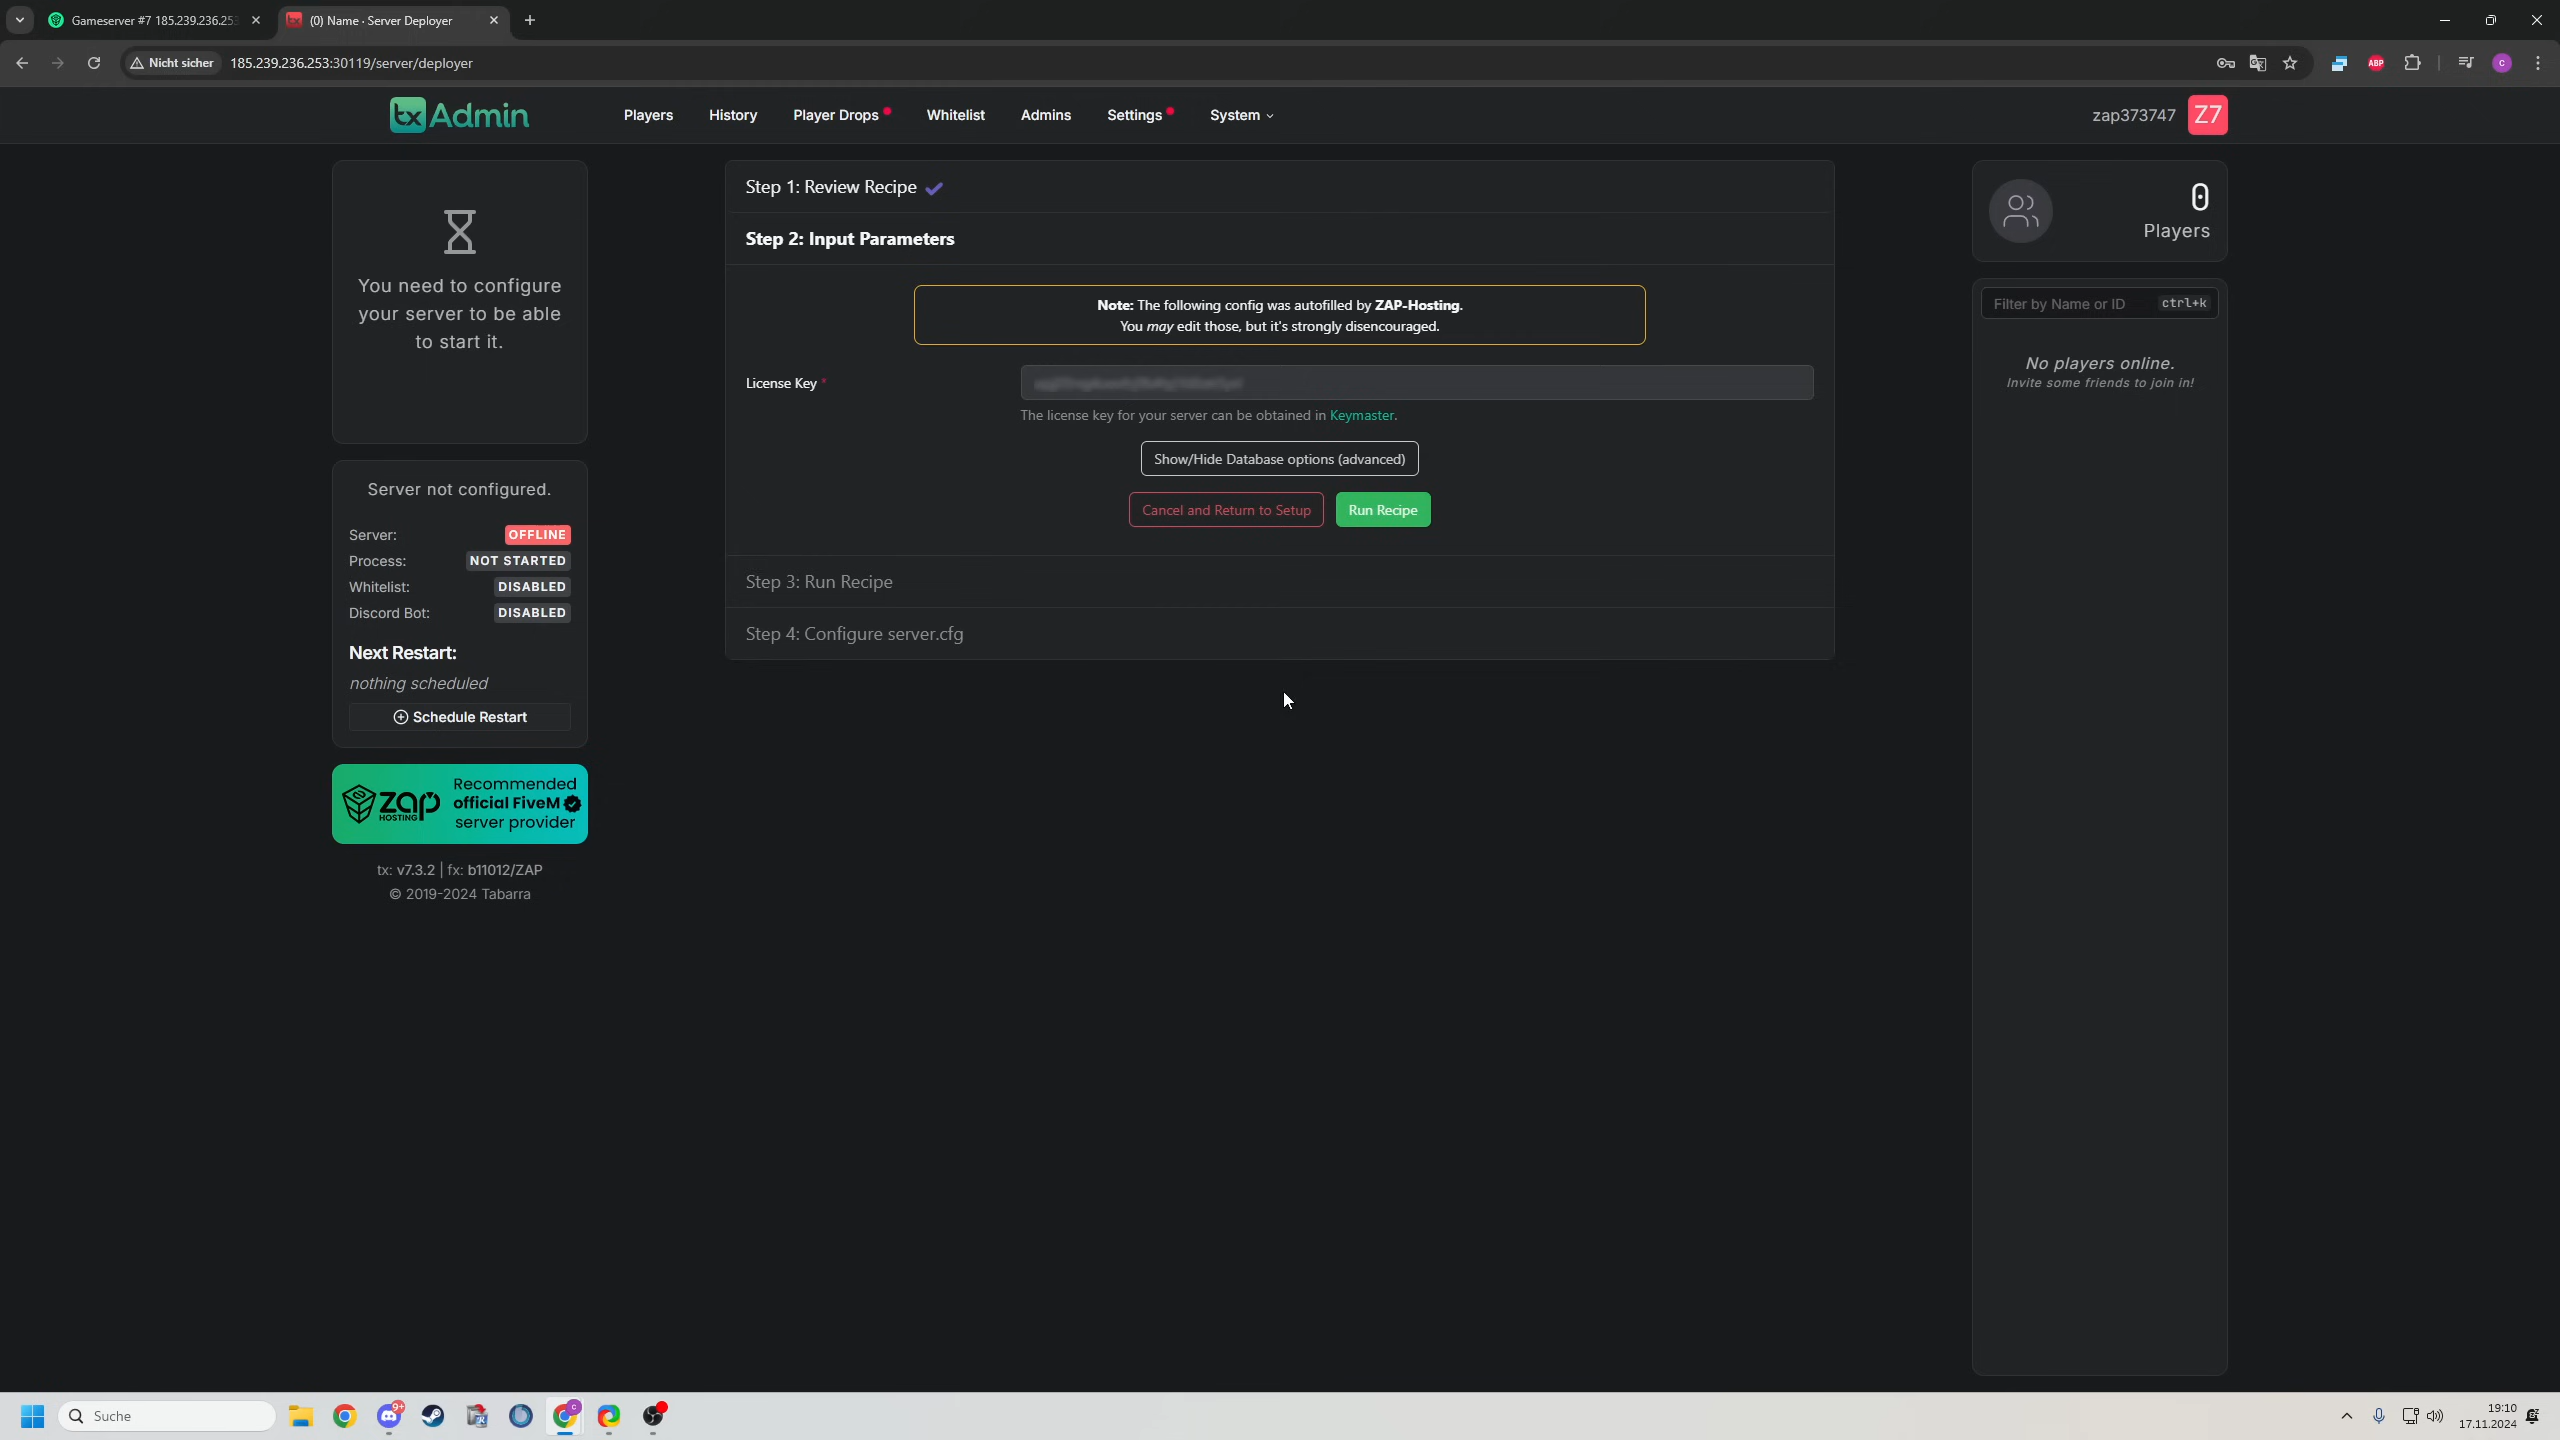 Gameserver #7 185.239.236.253
(0) Name · Server Deployer
Nicht sicher
185.239.236.253:30119/server/deployer
ABP
C
tx Admin
Players
History
Player Drops
Whitelist
Admins
Settings
System
zap373747
Z7
You need to configure
your server to be able
to start it.
Server not configured.
Server: OFFLINE
Process: NOT STARTED
Whitelist: DISABLED
Discord Bot: DISABLED
Next Restart:
nothing scheduled
Schedule Restart
ZAP HOSTING
Recommended
official FiveM
server provider
tx: v7.3.2 | fx: b11012/ZAP
© 2019-2024 Tabarra
Step 1: Review Recipe
Step 2: Input Parameters
Note: The following config was autofilled by ZAP-Hosting.
You may edit those, but it's strongly disencouraged.
License Key *
The license key for your server can be obtained in Keymaster.
Show/Hide Database options (advanced)
Cancel and Return to Setup
Run Recipe
Step 3: Run Recipe
Step 4: Configure server.cfg
0
Players
Filter by Name or ID
ctrl+k
No players online.
Invite some friends to join in!
Suche
9+
C
19:10
17.11.2024